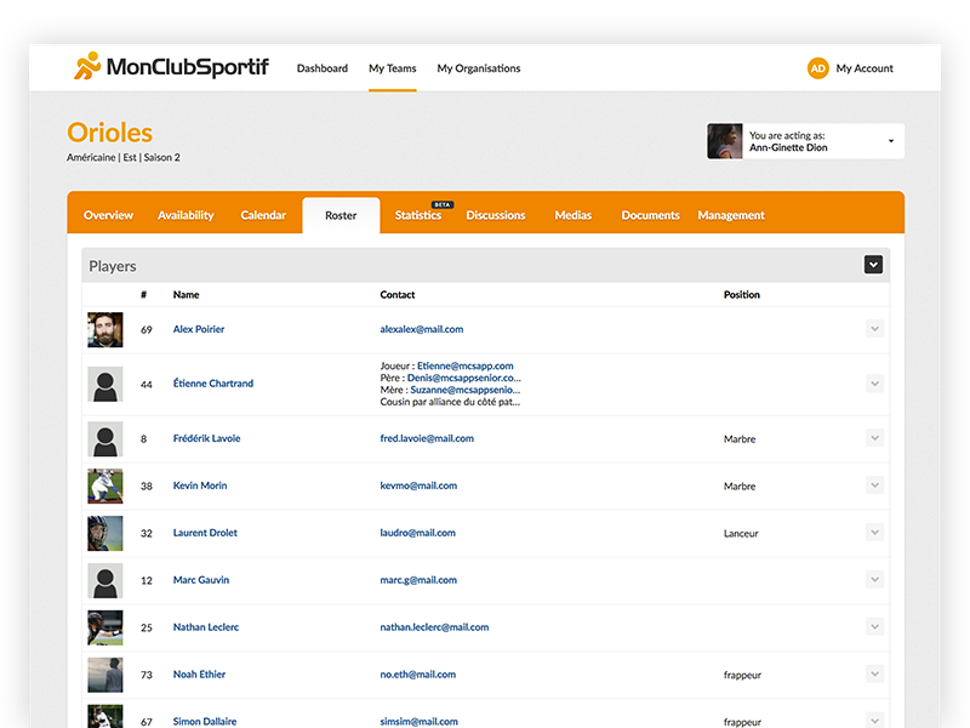 MonClubSportif Dashboard My Teams My Organisations AD My Account
Orioles
Américaine | Est | Saison 2
You are acting as:
Ann-Ginette Dion
BETA
Overview Availability Calendar Roster Statistics Discussions Medias Documents Management
Players
# Name Contact Position
69 Alex Poirier alexalex@mail.com
44 Étienne Chartrand
Joueur : Etienne@mcsapp.com
Père : Denis@mcsappsenior.co...
Mère : Suzanne@mcsappsenio...
Cousin par alliance du côté pat...
8 Frédérik Lavoie fred.lavoie@mail.com Marbre
38 Kevin Morin kevmo@mail.com Marbre
32 Laurent Drolet laudro@mail.com Lanceur
12 Marc Gauvin marc.g@mail.com
25 Nathan Leclerc nathan.leclerc@mail.com
73 Noah Ethier no.eth@mail.com frappeur
67 Simon Dallaire simsim@mail.com frappeur